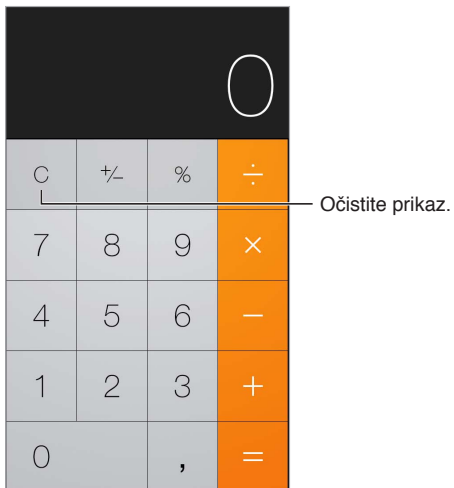 0
C +/− % ÷
Očistite prikaz.
7 8 9 ×
4 5 6 −
1 2 3 +
0 , =